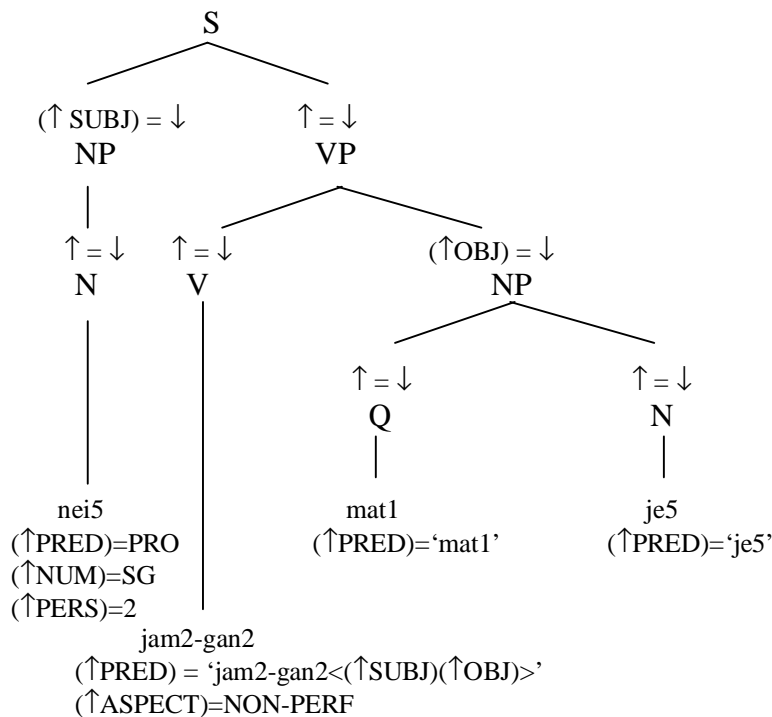 S
(↑ SUBJ) = ↓ ↑ = ↓
NP VP
↑ = ↓ ↑ = ↓ (↑OBJ) = ↓
N V NP
↑ = ↓ ↑ = ↓
Q N
nei5 mat1 je5
(↑PRED)=PRO (↑PRED)=‘mat1’ (↑PRED)=‘je5’
(↑NUM)=SG
(↑PERS)=2
jam2-gan2
(↑PRED) = ‘jam2-gan2<(↑SUBJ)(↑OBJ)>’
(↑ASPECT)=NON-PERF